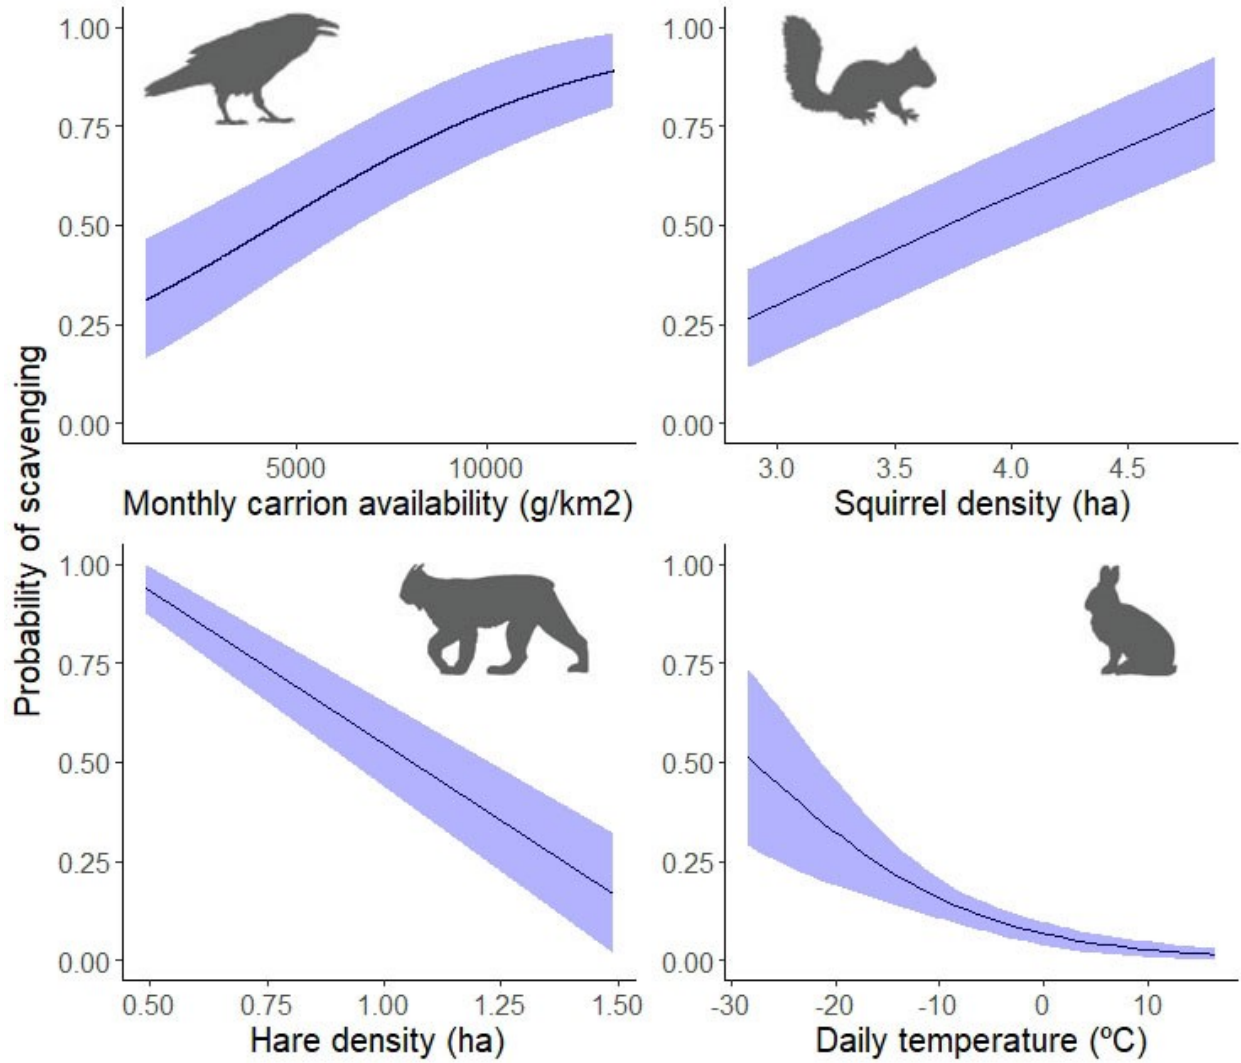 Probability of scavenging
1.00
0.75
0.50
0.25
0.00
5000 10000
Monthly carrion availability (g/km2)
1.00
0.75
0.50
0.25
0.00
3.0 3.5 4.0 4.5
Squirrel density (ha)
1.00
0.75
0.50
0.25
0.00
0.50 0.75 1.00 1.25 1.50
Hare density (ha)
1.00
0.75
0.50
0.25
0.00
-30 -20 -10 0 10
Daily temperature (ºC)